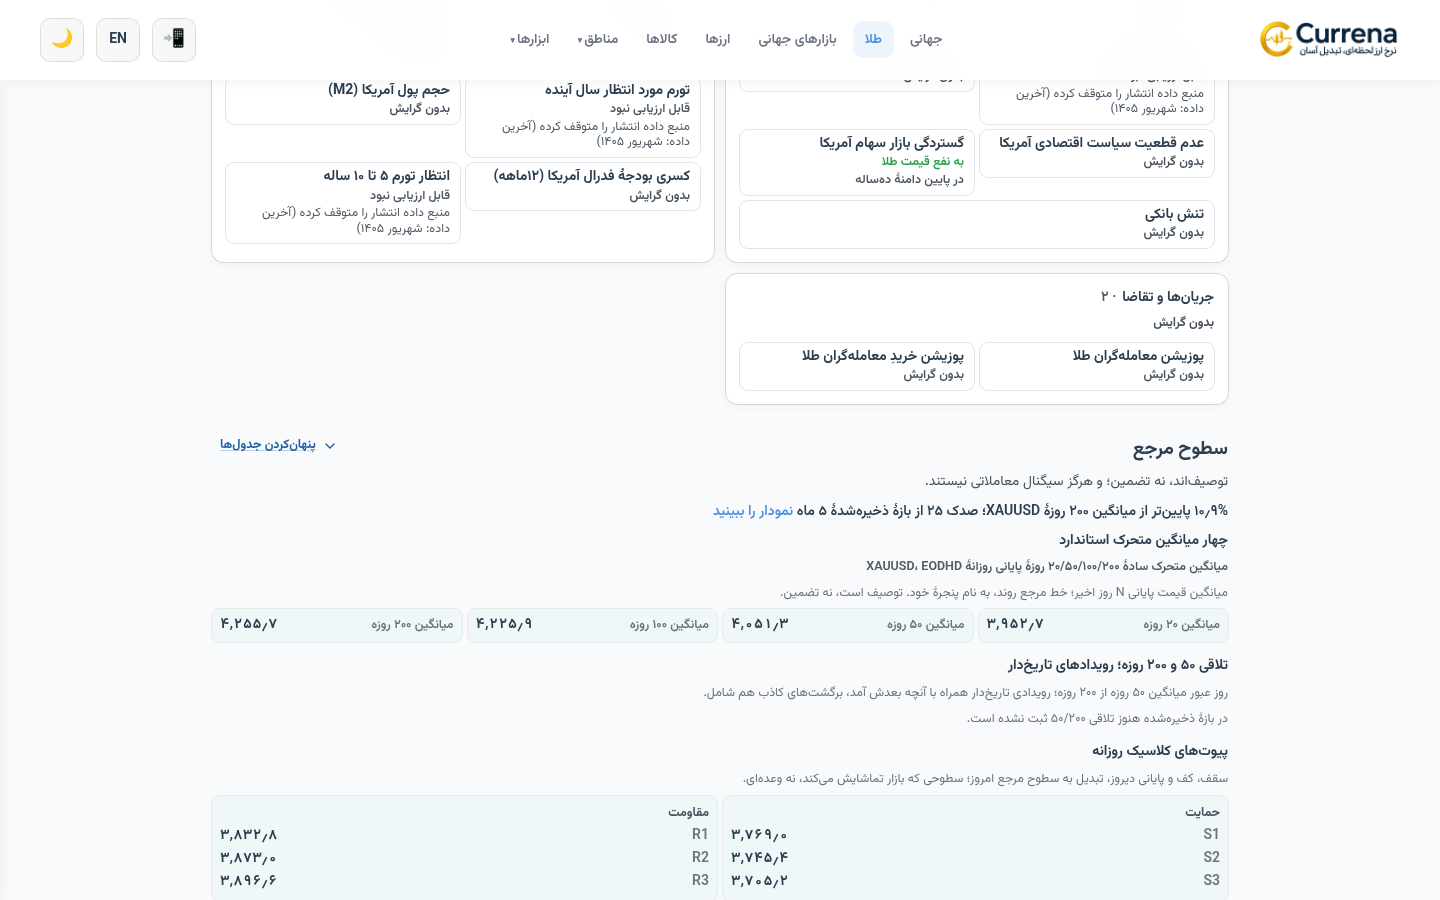 Currena
نرخ ارز لحظه‌ای، تبدیل آسان
جهانی
طلا
بازارهای جهانی
ارزها
کالاها
مناطق ▾
ابزارها ▾
EN
منبع داده انتشار را متوقف کرده (آخرین
داده: شهریور ۱۴۰۵)
عدم قطعیت سیاست اقتصادی آمریکا
بدون گرایش
گستردگی بازار سهام آمریکا
به نفع قیمت طلا
در پایین دامنهٔ ده‌ساله
تنش بانکی
بدون گرایش
تورم مورد انتظار سال آینده
قابل ارزیابی نبود
منبع داده انتشار را متوقف کرده (آخرین
داده: شهریور ۱۴۰۵)
حجم پول آمریکا (M2)
بدون گرایش
کسری بودجهٔ فدرال آمریکا (۱۲ماهه)
بدون گرایش
انتظار تورم ۵ تا ۱۰ ساله
قابل ارزیابی نبود
منبع داده انتشار را متوقف کرده (آخرین
داده: شهریور ۱۴۰۵)
جریان‌ها و تقاضا · ۲
بدون گرایش
پوزیشن معامله‌گران طلا
بدون گرایش
پوزیشن خریدِ معامله‌گران طلا
بدون گرایش
سطوح مرجع
پنهان‌کردن جدول‌ها
توصیف‌اند، نه تضمین؛ و هرگز سیگنال معاملاتی نیستند.
۱۰٫۹% پایین‌تر از میانگین ۲۰۰ روزهٔ XAUUSD؛ صدک ۲۵ از بازهٔ ذخیره‌شدهٔ ۵ ماه نمودار را ببینید
چهار میانگین متحرک استاندارد
میانگین متحرک سادهٔ ۲۰/۵۰/۱۰۰/۲۰۰ روزهٔ پایانی روزانهٔ XAUUSD، EODHD
میانگین قیمت پایانی N روز اخیر؛ خط مرجع روند، به نام پنجرهٔ خود. توصیف است، نه تضمین.
میانگین ۲۰ روزه ۳,۹۵۲٫۷
میانگین ۵۰ روزه ۴,۰۵۱٫۳
میانگین ۱۰۰ روزه ۴,۲۲۵٫۹
میانگین ۲۰۰ روزه ۴,۲۵۵٫۷
تلاقی ۵۰ و ۲۰۰ روزه؛ رویدادهای تاریخ‌دار
روز عبور میانگین ۵۰ روزه از ۲۰۰ روزه؛ رویدادی تاریخ‌دار همراه با آنچه بعدش آمد، برگشت‌های کاذب هم شامل.
در بازهٔ ذخیره‌شده هنوز تلاقی ۵۰/۲۰۰ ثبت نشده است.
پیوت‌های کلاسیک روزانه
سقف، کف و پایانی دیروز، تبدیل به سطوح مرجع امروز؛ سطوحی که بازار تماشایش می‌کند، نه وعده‌ای.
حمایت
S1 ۳,۷۶۹٫۰
S2 ۳,۷۴۵٫۴
S3 ۳,۷۰۵٫۲
مقاومت
R1 ۳,۸۳۲٫۸
R2 ۳,۸۷۳٫۰
R3 ۳,۸۹۶٫۶